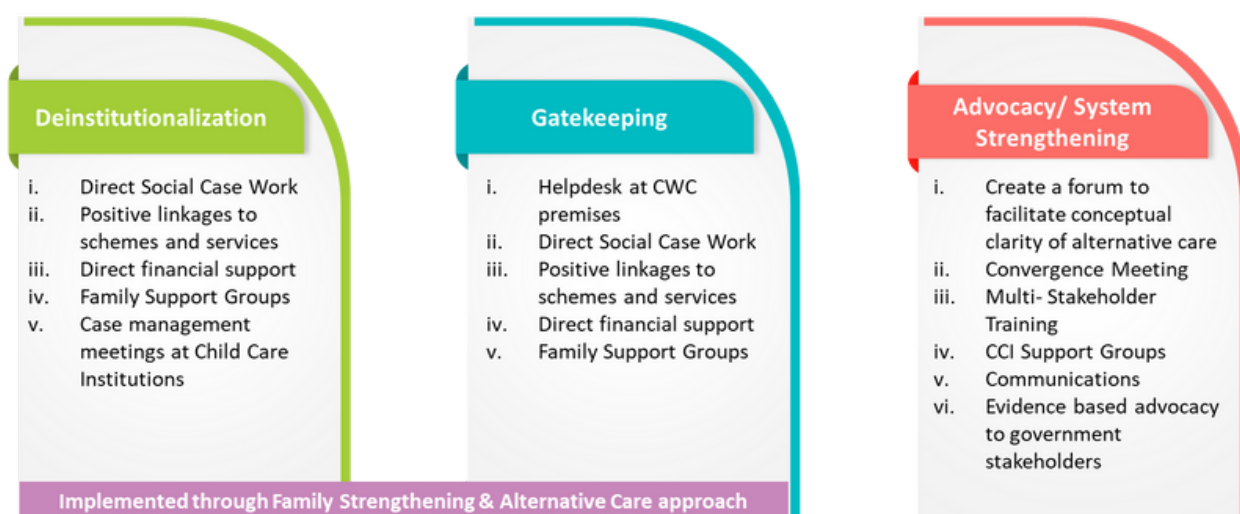 Deinstitutionalization
i. Direct Social Case Work
ii. Positive linkages to
schemes and services
iii. Direct financial support
iv. Family Support Groups
v. Case management
meetings at Child Care
Institutions
Gatekeeping
i. Helpdesk at CWC
premises
ii. Direct Social Case Work
iii. Positive linkages to
schemes and services
iv. Direct financial support
v. Family Support Groups
Implemented through Family Strengthening & Alternative Care approach
Advocacy/ System
Strengthening
i. Create a forum to
facilitate conceptual
clarity of alternative care
ii. Convergence Meeting
iii. Multi- Stakeholder
Training
iv. CCI Support Groups
v. Communications
vi. Evidence based advocacy
to government
stakeholders